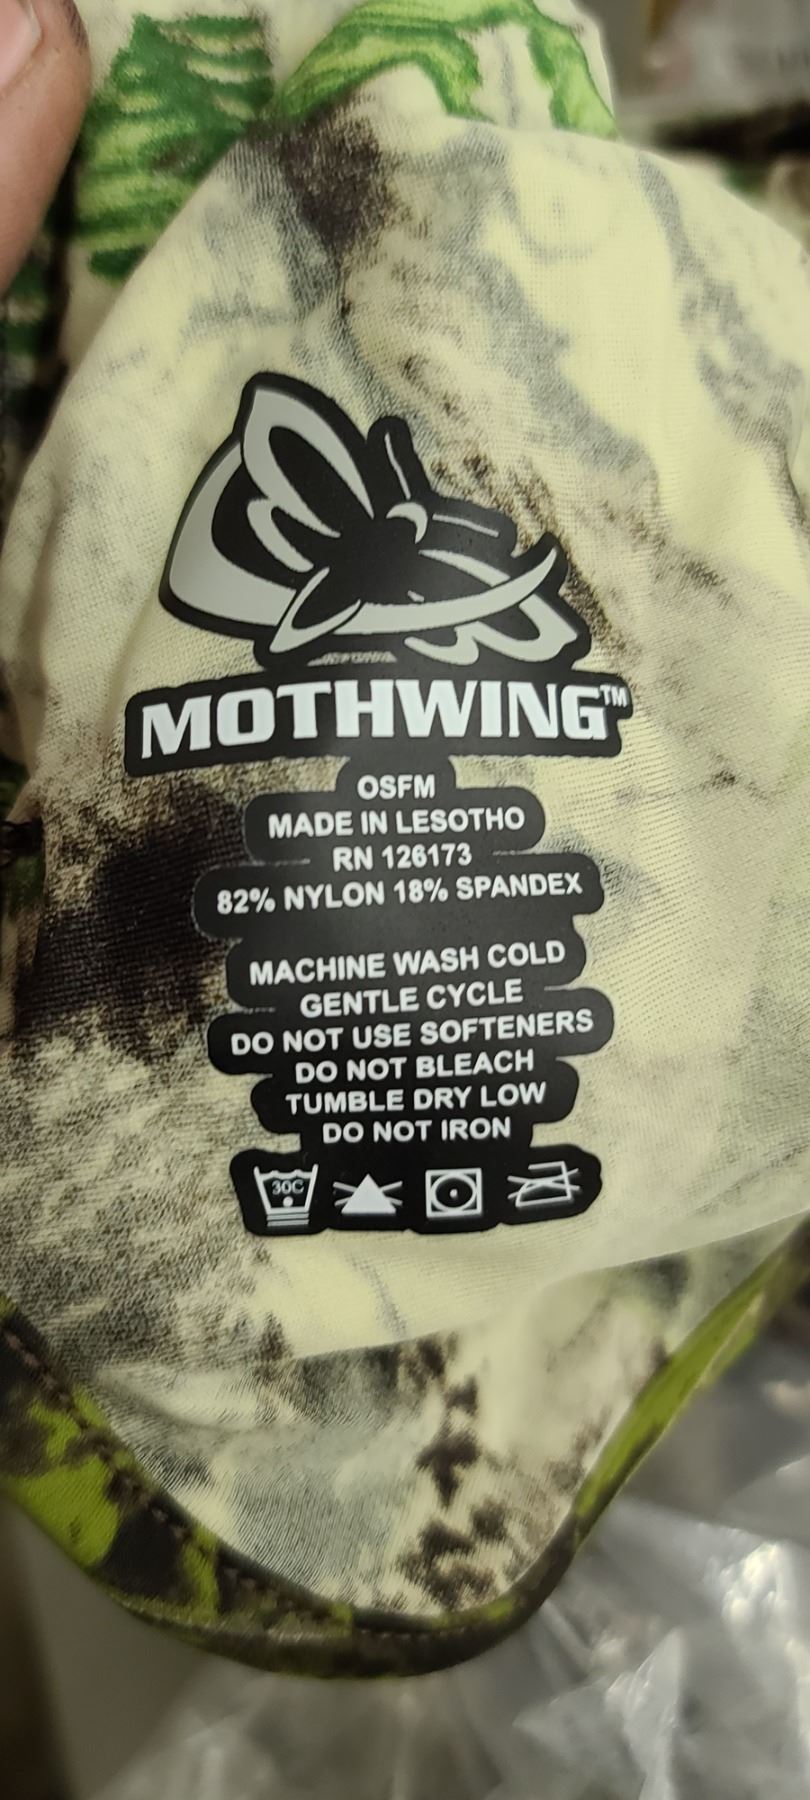 MOTHWING™
OSFM
MADE IN LESOTHO
RN 126173
82% NYLON 18% SPANDEX
MACHINE WASH COLD
GENTLE CYCLE
DO NOT USE SOFTENERS
DO NOT BLEACH
TUMBLE DRY LOW
DO NOT IRON
30C